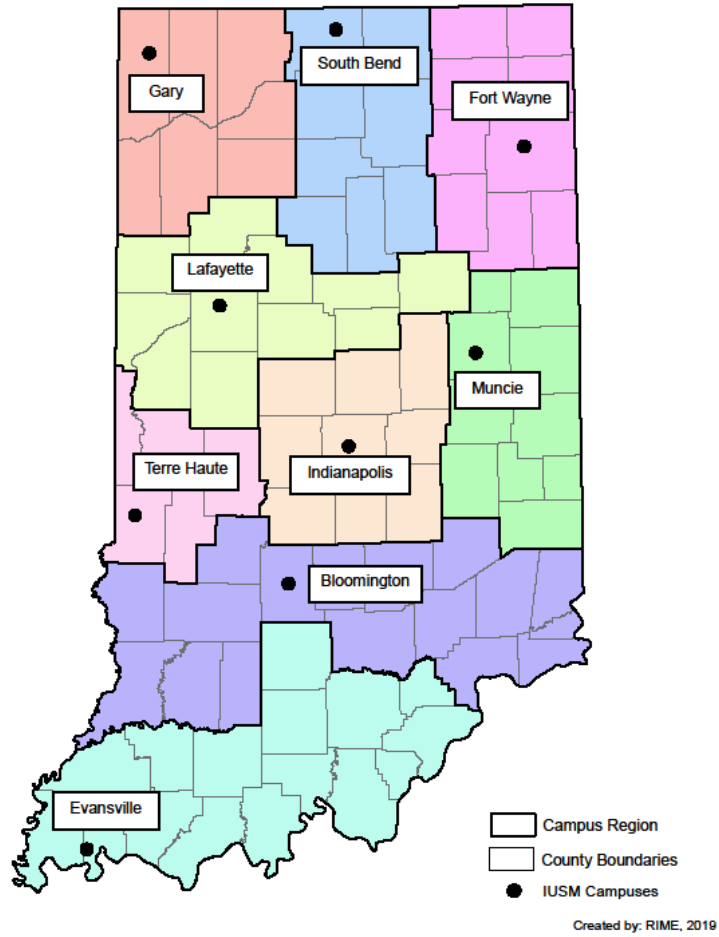 South Bend
Gary
Fort Wayne
Lafayette
Muncie
Terre Haute
Indianapolis
Bloomington
Evansville
Campus Region
County Boundaries
IUSM Campuses
Created by: RIME, 2019